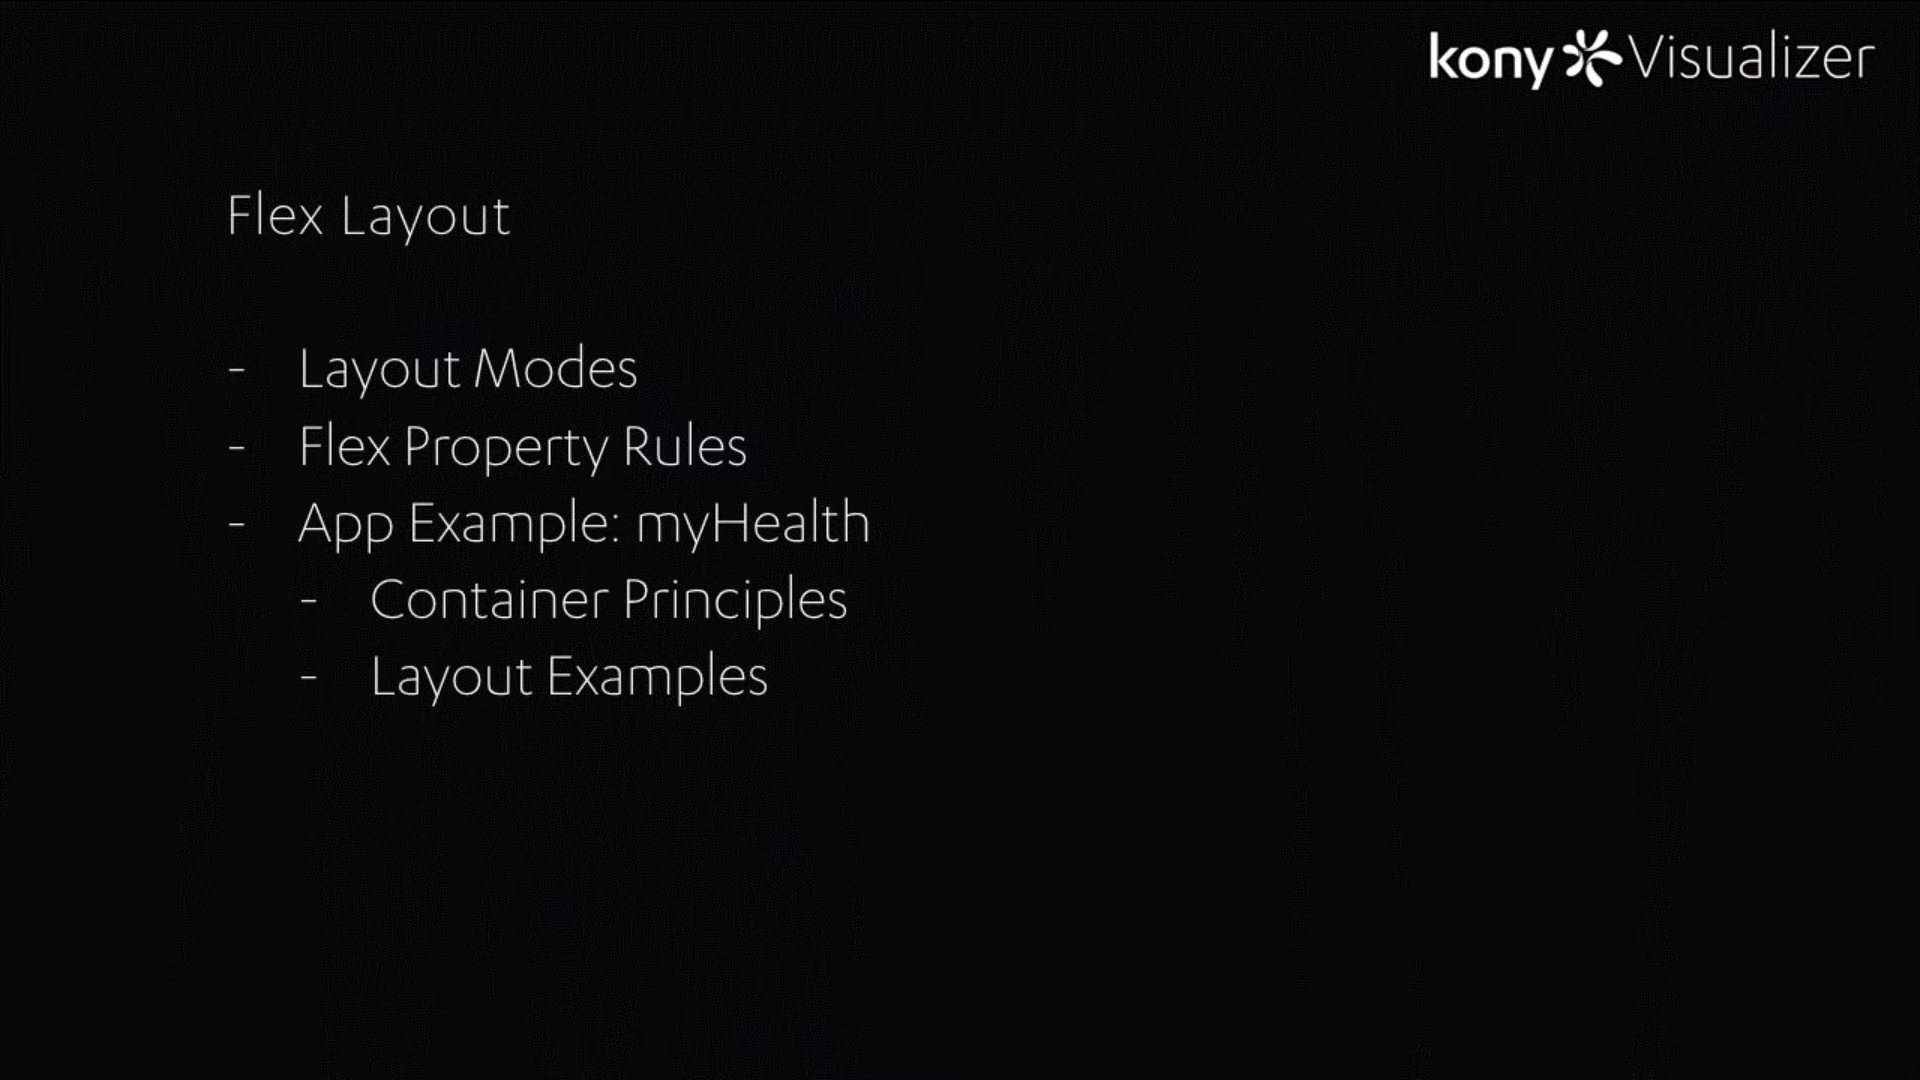 kony Visualizer
Flex Layout
- Layout Modes
- Flex Property Rules
- App Example: myHealth
- Container Principles
- Layout Examples